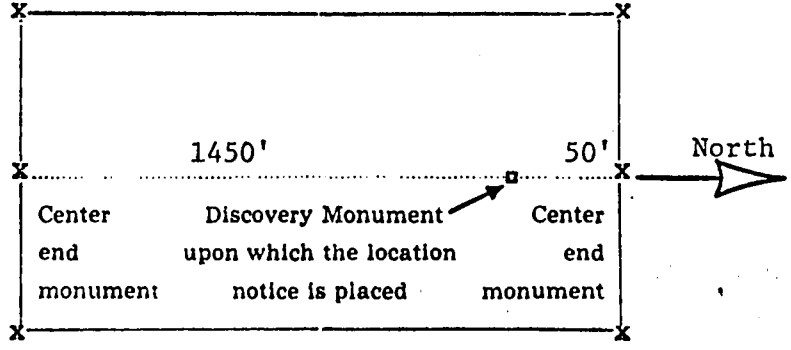 1450' 50' North
Center Discovery Monument Center
end upon which the location end
monument notice is placed monument